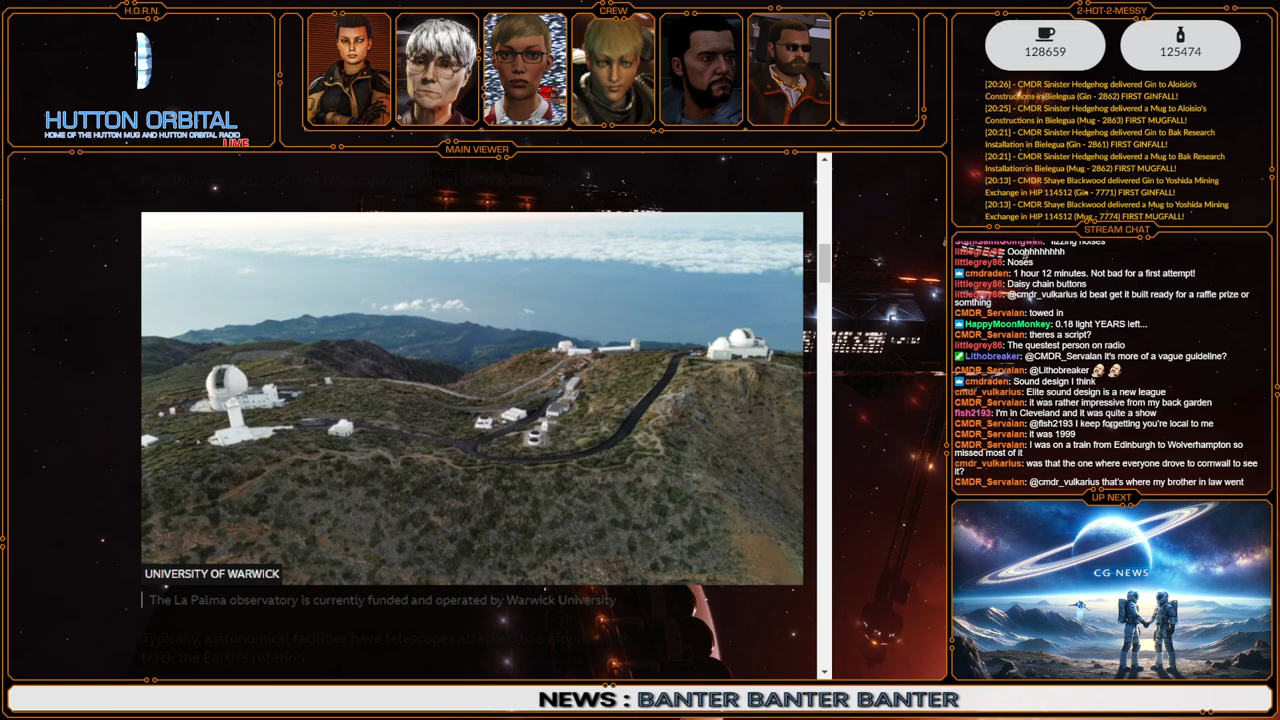 H.O.R.N.
CREW
2-HOT-2-MESSY
HUTTON ORBITAL
HOME OF THE HUTTON MUG AND HUTTON ORBITAL RADIO
LIVE
128659
125474
[20:26] - CMDR Sinister Hedgehog delivered Gin to Aloisio's
Constructions in Bielegua (Gin - 2862) FIRST GINFALL!
[20:25] - CMDR Sinister Hedgehog delivered a Mug to Aloisio's
Constructions in Bielegua (Mug - 2863) FIRST MUGFALL!
[20:21] - CMDR Sinister Hedgehog delivered Gin to Bak Research
Installation in Bielegua (Gin - 2861) FIRST GINFALL!
[20:21] - CMDR Sinister Hedgehog delivered a Mug to Bak Research
Installation in Bielegua (Mug - 2862) FIRST MUGFALL!
[20:13] - CMDR Shaye Blackwood delivered Gin to Yoshida Mining
Exchange in HIP 114512 (Gin - 7771) FIRST GINFALL!
[20:13] - CMDR Shaye Blackwood delivered a Mug to Yoshida Mining
Exchange in HIP 114512 (Mug - 7774) FIRST MUGFALL!
MAIN VIEWER
UNIVERSITY OF WARWICK
The La Palma observatory is currently funded and operated by Warwick University
Typically, astronomical facilities have telescopes
track the Earth's rotation.
STREAM CHAT
fizzing noises
littlegrey86: Ooohhhhhhhh
littlegrey86: Noses
cmdraden: 1 hour 12 minutes. Not bad for a first attempt!
littlegrey86: Daisy chain buttons
littlegrey86: @cmdr_vulkarius id beat get it built ready for a raffle prize or
somthing
CMDR_Servalan: towed in
HappyMoonMonkey: 0.18 light YEARS left...
CMDR_Servalan: theres a script?
littlegrey86: The questest person on radio
Lithobreaker: @CMDR_Servalan it's more of a vague guideline?
CMDR_Servalan: @Lithobreaker
cmdraden: Sound design I think
cmdr_vulkarius: Elite sound design is a new league
CMDR_Servalan: it was rather impressive from my back garden
fish2193: I'm in Cleveland and it was quite a show
CMDR_Servalan: @fish2193 I keep forgetting you're local to me
CMDR_Servalan: it was 1999
CMDR_Servalan: I was on a train from Edinburgh to Wolverhampton so
missed most of it
cmdr_vulkarius: was that the one where everyone drove to cornwall to see
it?
CMDR_Servalan: @cmdr_vulkarius that's where my brother in law went
UP NEXT
CG NEWS
NEWS : BANTER BANTER BANTER